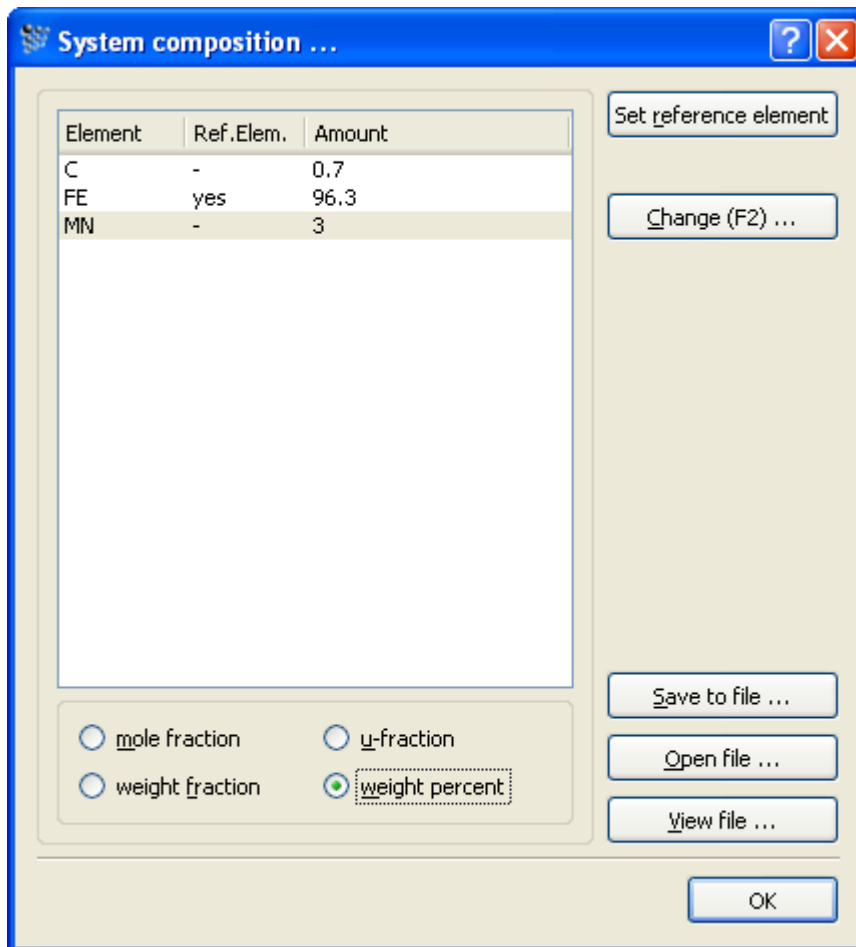 System composition ...
Set reference element
Element Ref.Elem. Amount
C - 0.7
FE yes 96.3
MN - 3
Change (F2) ...
mole fraction u-fraction
weight fraction weight percent
Save to file ...
Open file ...
View file ...
OK